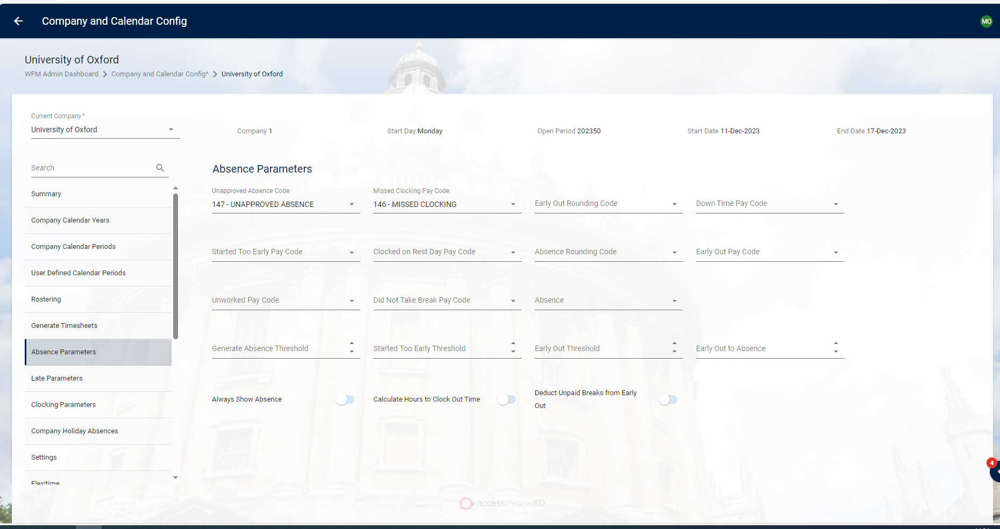 Company and Calendar Config
MO
University of Oxford
WFM Admin Dashboard > Company and Calendar Config* > University of Oxford
Current Company *
University of Oxford
Company 1
Start Day Monday
Open Period 202350
Start Date 11-Dec-2023
End Date 17-Dec-2023
Search
Summary
Company Calendar Years
Company Calendar Periods
User Defined Calendar Periods
Rostering
Generate Timesheets
Absence Parameters
Late Parameters
Clocking Parameters
Company Holiday Absences
Settings
Flexitime
Absence Parameters
Unapproved Absence Code
147 - UNAPPROVED ABSENCE
Missed Clocking Pay Code
146 - MISSED CLOCKING
Early Out Rounding Code
Down Time Pay Code
Started Too Early Pay Code
Clocked on Rest Day Pay Code
Absence Rounding Code
Early Out Pay Code
Unworked Pay Code
Did Not Take Break Pay Code
Absence
Generate Absence Threshold
Started Too Early Threshold
Early Out Threshold
Early Out to Absence
Always Show Absence
Calculate Hours to Clock Out Time
Deduct Unpaid Breaks from Early
Out
4
access PeopleXD